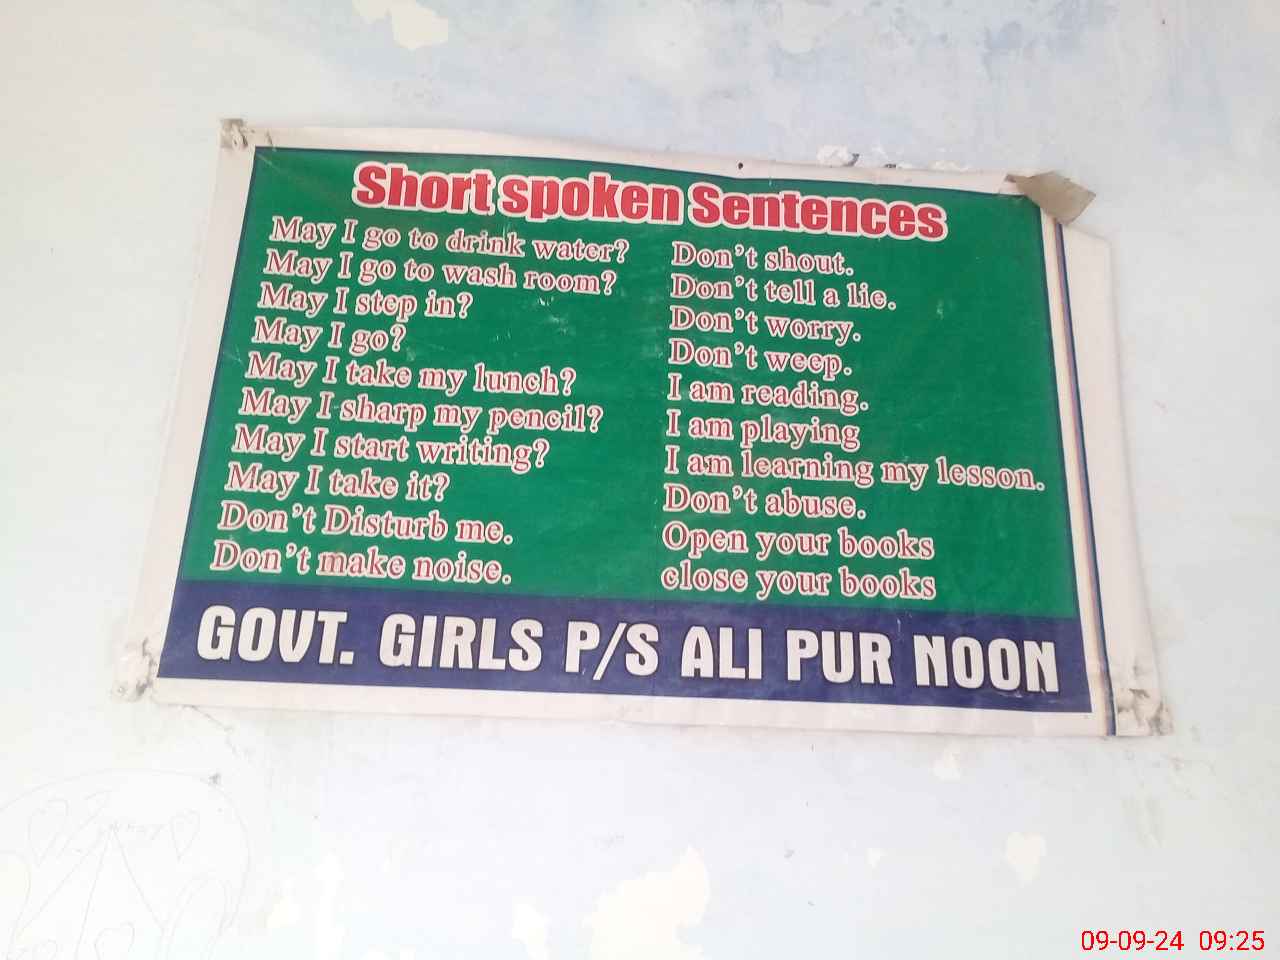 Short spoken Sentences
May I go to drink water?
May I go to wash room?
May I step in?
May I go?
May I take my lunch?
May I sharp my pencil?
May I start writing?
May I take it?
Don't Disturb me.
Don't make noise.
Don't shout.
Don't tell a lie.
Don't worry.
Don't weep.
I am reading.
I am playing
I am learning my lesson.
Don't abuse.
Open your books
close your books
GOVT. GIRLS P/S ALI PUR NOON
09-09-24 09:25